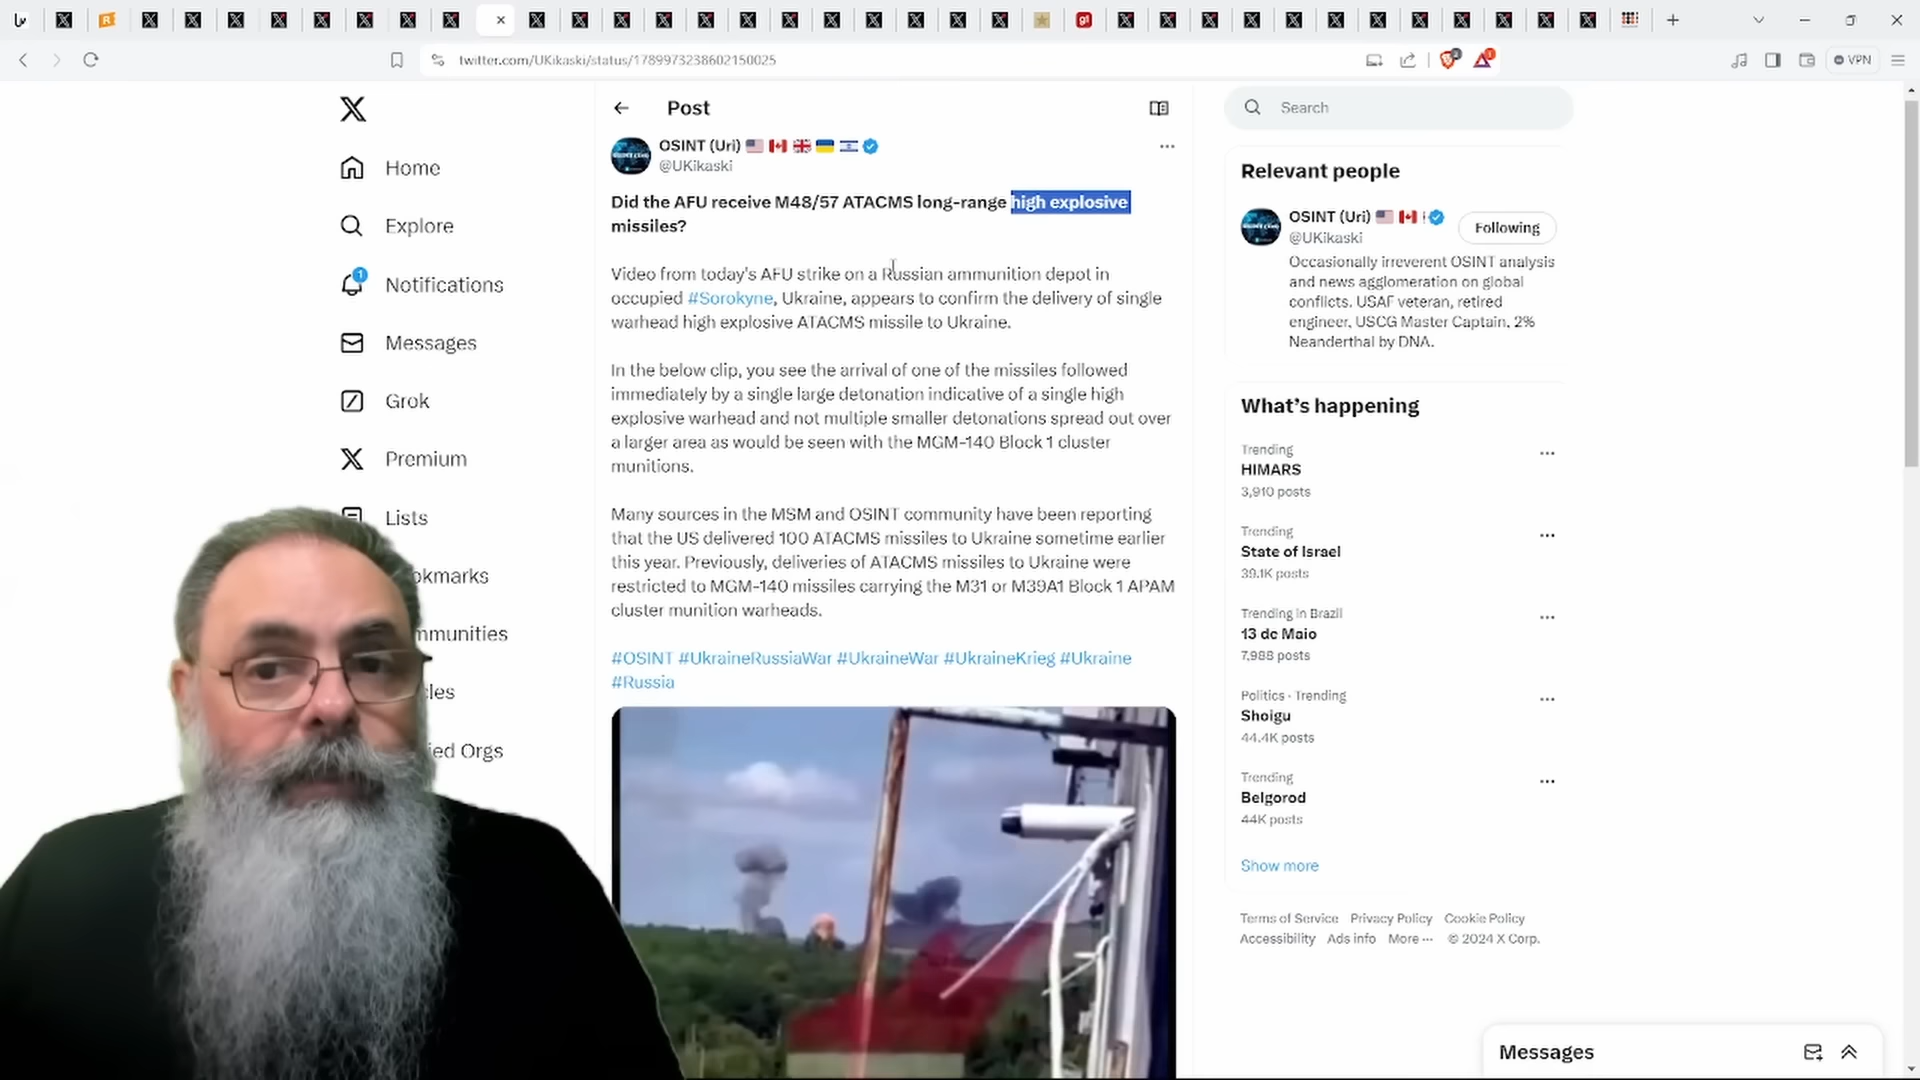 twitter.com/UKikaski/status/1789973238602150025
VPN
Home
Explore
1
Notifications
Messages
Grok
Premium
Lists
okmarks
mmunities
cles
ied Orgs
Post
OSINT (Uri)
@UKikaski
Did the AFU receive M48/57 ATACMS long-range high explosive
missiles?
Video from today's AFU strike on a Russian ammunition depot in
occupied #Sorokyne, Ukraine, appears to confirm the delivery of single
warhead high explosive ATACMS missile to Ukraine.
In the below clip, you see the arrival of one of the missiles followed
immediately by a single large detonation indicative of a single high
explosive warhead and not multiple smaller detonations spread out over
a larger area as would be seen with the MGM-140 Block 1 cluster
munitions.
Many sources in the MSM and OSINT community have been reporting
that the US delivered 100 ATACMS missiles to Ukraine sometime earlier
this year. Previously, deliveries of ATACMS missiles to Ukraine were
restricted to MGM-140 missiles carrying the M31 or M39A1 Block 1 APAM
cluster munition warheads.
#OSINT #UkraineRussiaWar #UkraineWar #UkraineKrieg #Ukraine
#Russia
Search
Relevant people
OSINT (Uri)
@UKikaski
Following
Occasionally irreverent OSINT analysis
and news agglomeration on global
conflicts. USAF veteran, retired
engineer, USCG Master Captain, 2%
Neanderthal by DNA.
What's happening
Trending
HIMARS
3,910 posts
Trending
State of Israel
39.1K posts
Trending in Brazil
13 de Maio
7,988 posts
Politics · Trending
Shoigu
44.4K posts
Trending
Belgorod
44K posts
Show more
Terms of Service Privacy Policy Cookie Policy
Accessibility Ads info More ··· © 2024 X Corp.
Messages